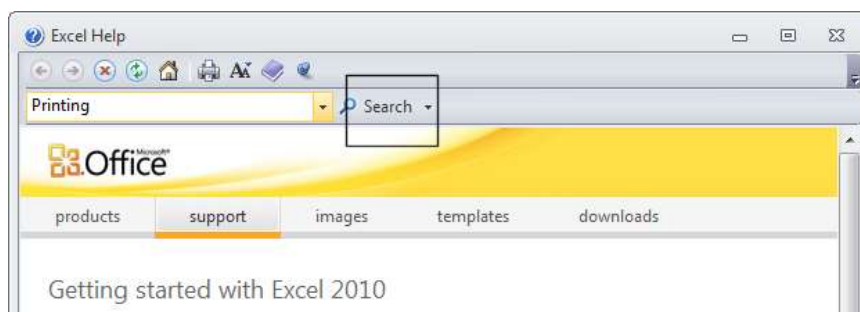 Excel Help
Printing
Search
Microsoft®
Office
products support images templates downloads
Getting started with Excel 2010